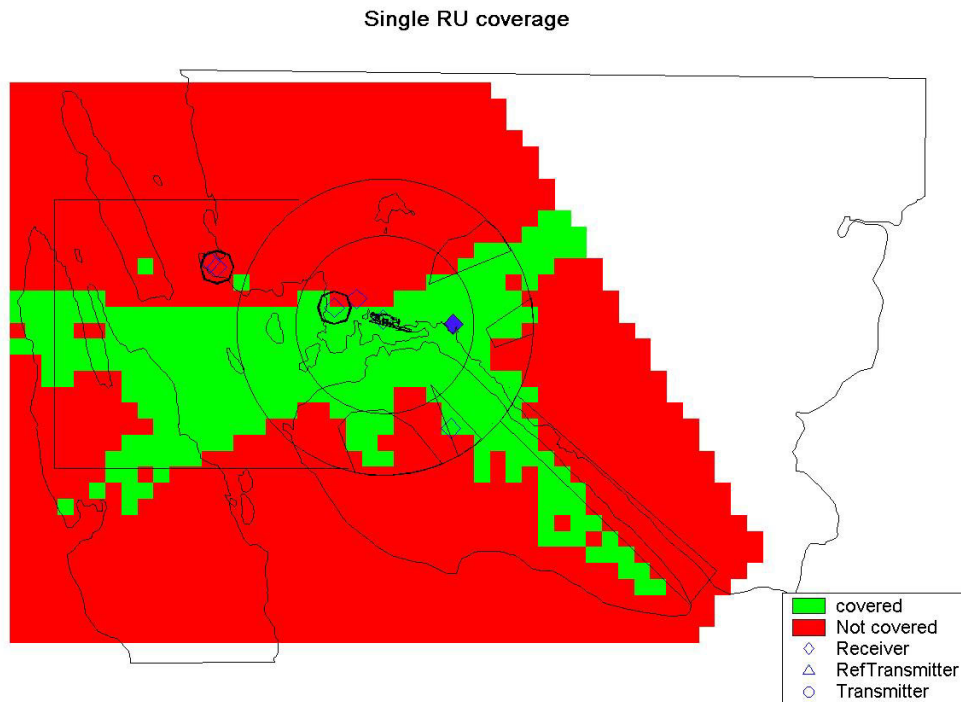 Single RU coverage
covered
Not covered
Receiver
RefTransmitter
Transmitter